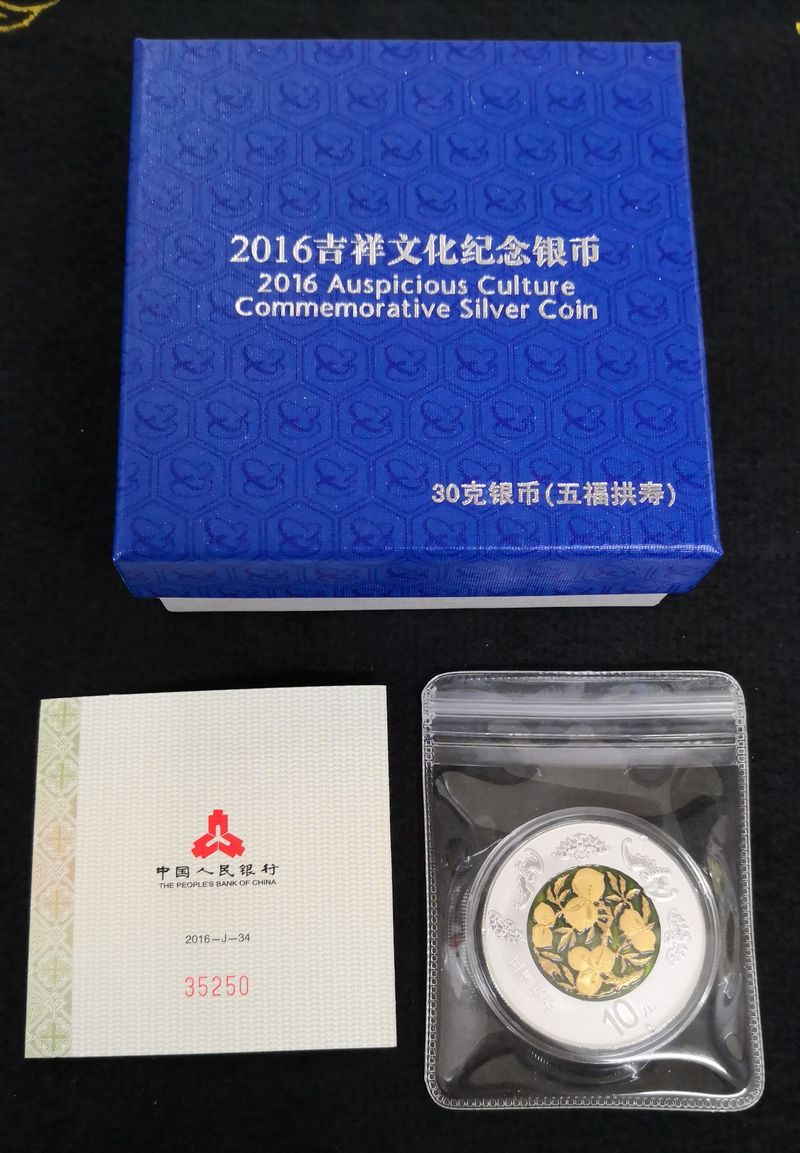 2016吉祥文化纪念银币
2016 Auspicious Culture
Commemorative Silver Coin
30克银币(五福拱寿)
中国人民银行
THE PEOPLE'S BANK OF CHINA
2016-J-34
35250
10元